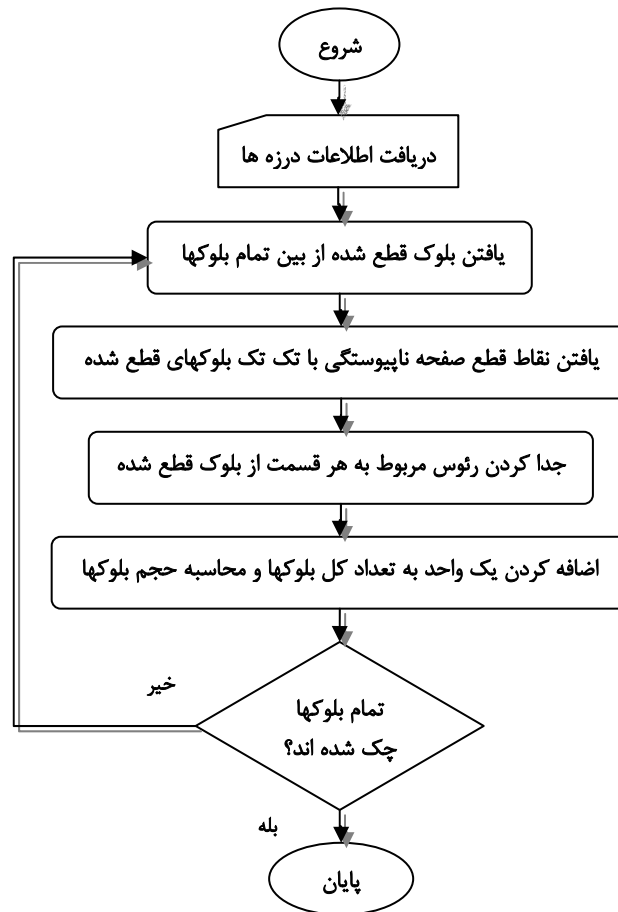 شروع
دریافت اطلاعات درزه ها
یافتن بلوک قطع شده از بین تمام بلوکها
یافتن نقاط قطع صفحه ناپیوستگی با تک تک بلوکهای قطع شده
جدا کردن رئوس مربوط به هر قسمت از بلوک قطع شده
اضافه کردن یک واحد به تعداد کل بلوکها و محاسبه حجم بلوکها
خیر
تمام بلوکها
چک شده اند؟
بله
پایان